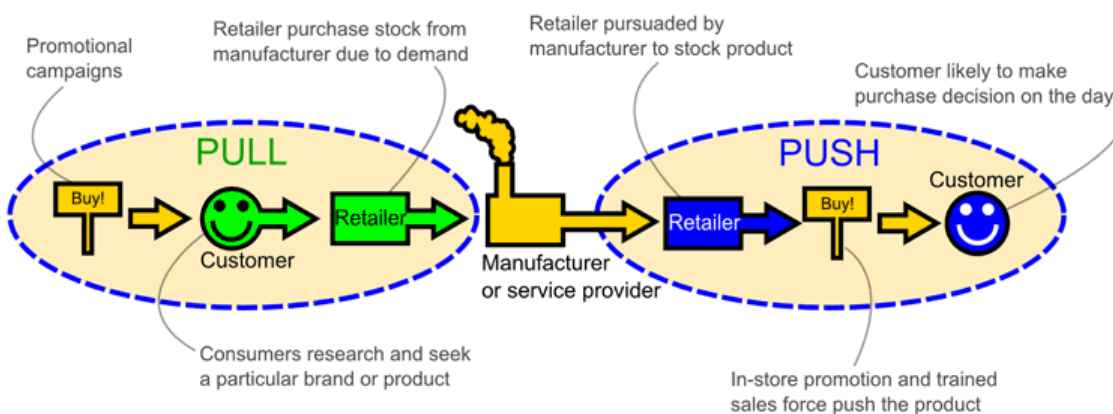 Promotional
campaigns
Retailer purchase stock from
manufacturer due to demand
Retailer pursuaded by
manufacturer to stock product
Customer likely to make
purchase decision on the day
PULL
PUSH
Buy!
Customer
Retailer
Manufacturer
or service provider
Retailer
Buy!
Customer
Consumers research and seek
a particular brand or product
In-store promotion and trained
sales force push the product